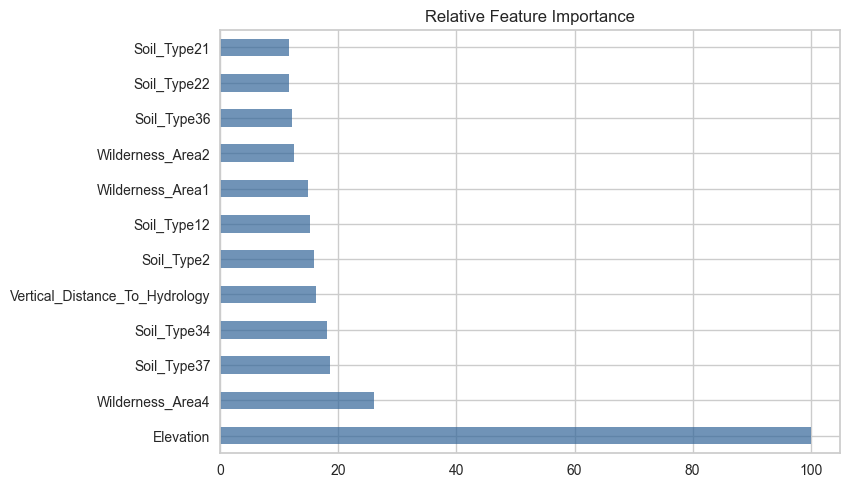 Relative Feature Importance
Soil_Type21
Soil_Type22
Soil_Type36
Wilderness_Area2
Wilderness_Area1
Soil_Type12
Soil_Type2
Vertical_Distance_To_Hydrology
Soil_Type34
Soil_Type37
Wilderness_Area4
Elevation
0 20 40 60 80 100